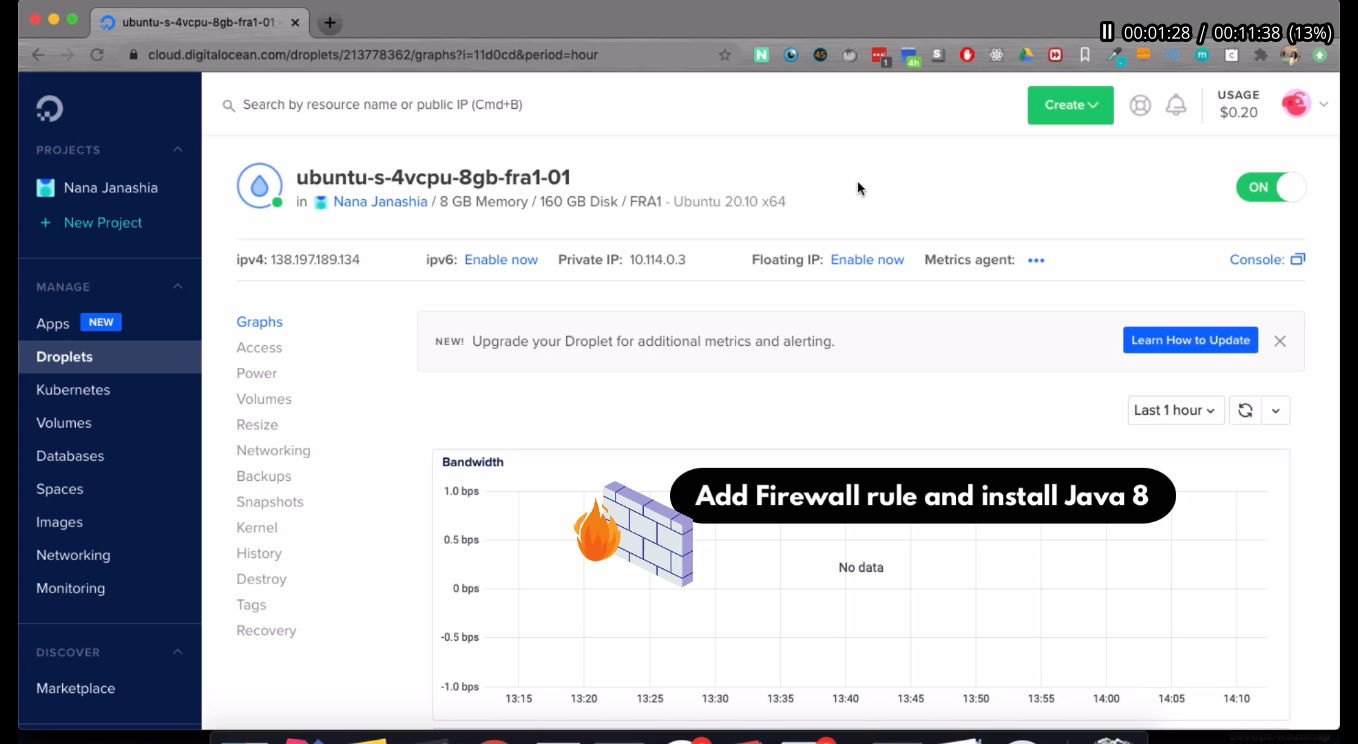 ubuntu-s-4vcpu-8gb-fra1-01
00:01:28 / 00:11:38 (13%)
cloud.digitalocean.com/droplets/213778362/graphs?i=11d0cd&period=hour
Search by resource name or public IP (Cmd+B)
Create
USAGE
$0.20
PROJECTS
Nana Janashia
+ New Project
MANAGE
Apps NEW
Droplets
Kubernetes
Volumes
Databases
Spaces
Images
Networking
Monitoring
DISCOVER
Marketplace
ubuntu-s-4vcpu-8gb-fra1-01
in Nana Janashia / 8 GB Memory / 160 GB Disk / FRA1 - Ubuntu 20.10 x64
ON
ipv4: 138.197.189.134 ipv6: Enable now Private IP: 10.114.0.3 Floating IP: Enable now Metrics agent: ••• Console:
Graphs
Access
Power
Volumes
Resize
Networking
Backups
Snapshots
Kernel
History
Destroy
Tags
Recovery
NEW! Upgrade your Droplet for additional metrics and alerting.
Learn How to Update
Last 1 hour
Bandwidth
1.0 bps
0.5 bps
0 bps
-0.5 bps
-1.0 bps
Add Firewall rule and install Java 8
No data
13:15 13:20 13:25 13:30 13:35 13:40 13:45 13:50 13:55 14:00 14:05 14:10